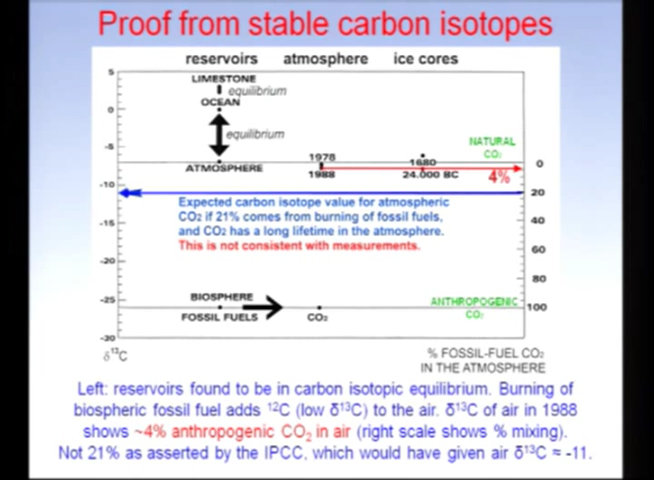 Proof from stable carbon isotopes
reservoirs atmosphere ice cores
5
LIMESTONE
equilibrium
OCEAN
0
equilibrium
-5
NATURAL
CO₂
1978
1680
0
ATMOSPHERE
1988
24.000 BC
4%
-10
20
Expected carbon isotope value for atmospheric
CO₂ if 21% comes from burning of fossil fuels,
and CO₂ has a long lifetime in the atmosphere.
This is not consistent with measurements.
-15
40
60
-20
80
-25
BIOSPHERE
ANTHROPOGENIC
CO₂
100
FOSSIL FUELS
CO₂
-30
δ¹³C
% FOSSIL-FUEL CO₂
IN THE ATMOSPHERE
Left: reservoirs found to be in carbon isotopic equilibrium. Burning of
biospheric fossil fuel adds ¹²C (low δ¹³C) to the air. δ¹³C of air in 1988
shows ~4% anthropogenic CO₂ in air (right scale shows % mixing).
Not 21% as asserted by the IPCC, which would have given air δ¹³C ≈ -11.